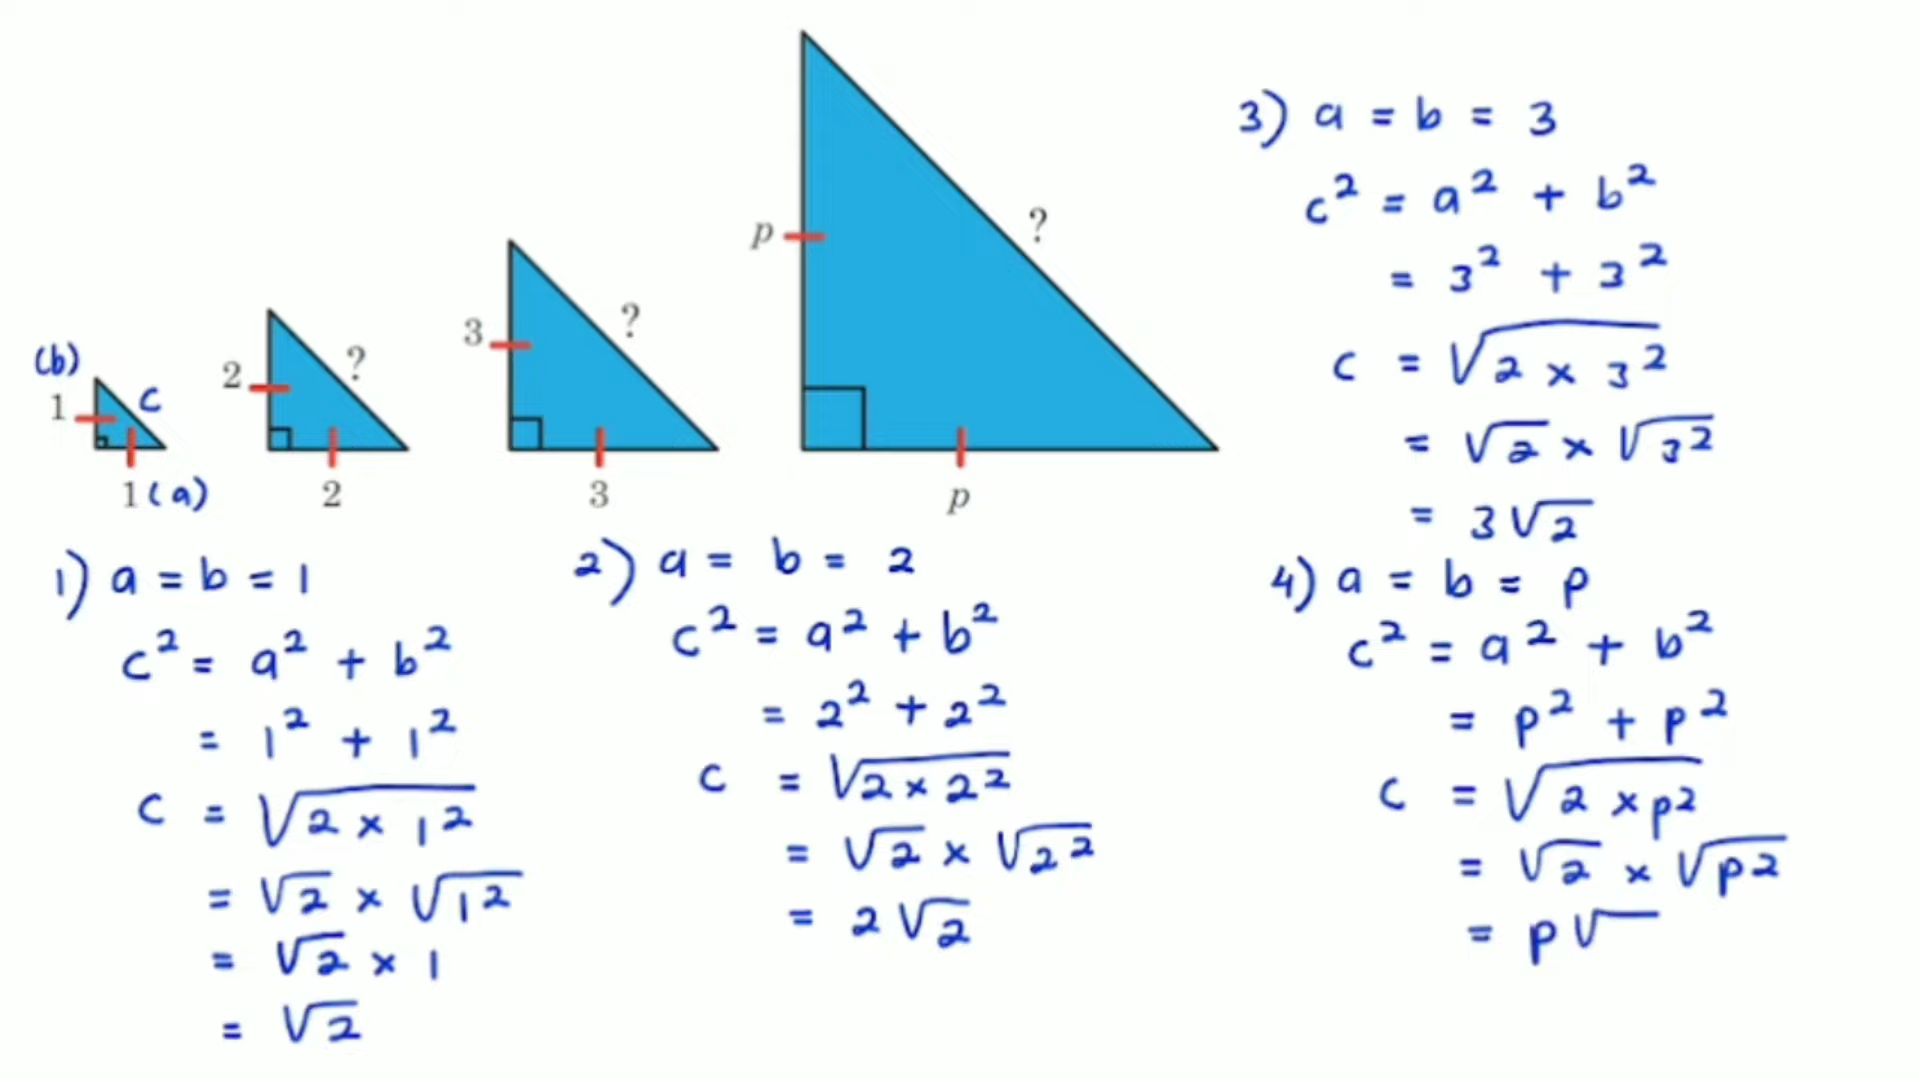 (b)
1
c
1 (a)
2
?
2
3
?
3
p
?
p
1) a = b = 1
c² = a² + b²
= 1² + 1²
c = √(2 × 1²)
= √2 × √(1²)
= √2 × 1
= √2
2) a = b = 2
c² = a² + b²
= 2² + 2²
c = √(2 × 2²)
= √2 × √(2²)
= 2√2
3) a = b = 3
c² = a² + b²
= 3² + 3²
c = √(2 × 3²)
= √2 × √(3²)
= 3√2
4) a = b = p
c² = a² + b²
= p² + p²
c = √(2 × p²)
= √2 × √(p²)
= p√